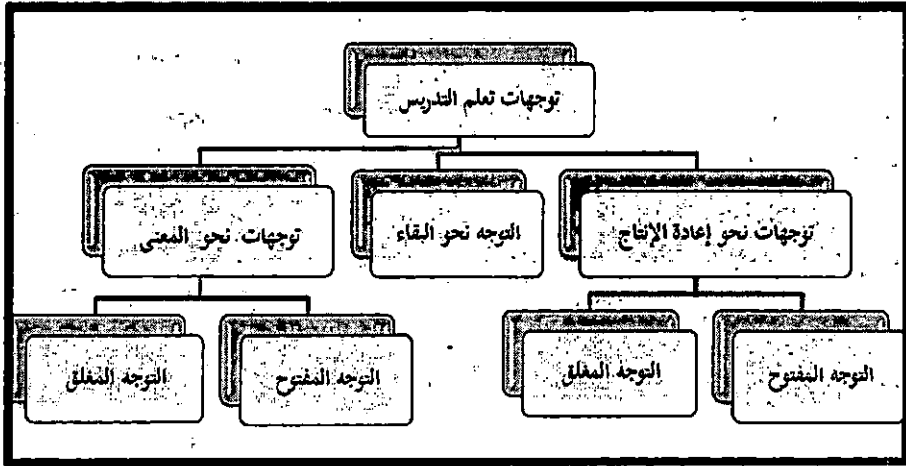 توجهات تعلم التدريس
توجهات نحو إعادة الإنتاج
التوجه نحو البقاء
توجهات نحو المعنى
التوجه المفتوح
التوجه المغلق
التوجه المفتوح
التوجه المغلق